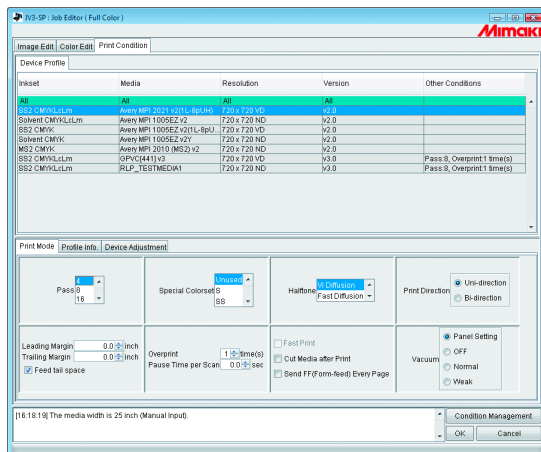 JV3-SP : Job Editor ( Full Color )
Mimaki
Image Edit Color Edit Print Condition
Device Profile
Inkset Media Resolution Version Other Conditions
All All All All
SS2 CMYKLcLm Avery MPI 2021 v2(1L-8pUH) 720 x 720 VD v2.0
Solvent CMYKLcLm Avery MPI 1005EZ v2 720 x 720 ND v2.0
SS2 CMYK Avery MPI 1005EZ v2(1L-8pU... 720 x 720 VD v2.0
Solvent CMYK Avery MPI 1005EZ v2Y 720 x 720 ND v2.0
MS2 CMYK Avery MPI 2010 (MS2) v2 720 x 720 ND v2.0
SS2 CMYKLcLm GPVC[441] v3 720 x 720 VD v3.0 Pass:8, Overprint:1 time(s)
SS2 CMYKLcLm RLP_TESTMEDIA1 720 x 720 ND v3.0 Pass:8, Overprint:1 time(s)
Print Mode Profile Info. Device Adjustment
Pass 4 8 16
Special Colorset Unused S SS
Halftone VI Diffusion Fast Diffusion
Print Direction Uni-direction Bi-direction
Leading Margin 0.0 inch
Trailing Margin 0.0 inch
Feed tail space
Overprint 1 time(s)
Pause Time per Scan 0.0 sec
Fast Print
Cut Media after Print
Send FF(Form-feed) Every Page
Vacuum Panel Setting
OFF
Normal
Weak
[16:18:19] The media width is 25 inch (Manual Input).
Condition Management
OK Cancel